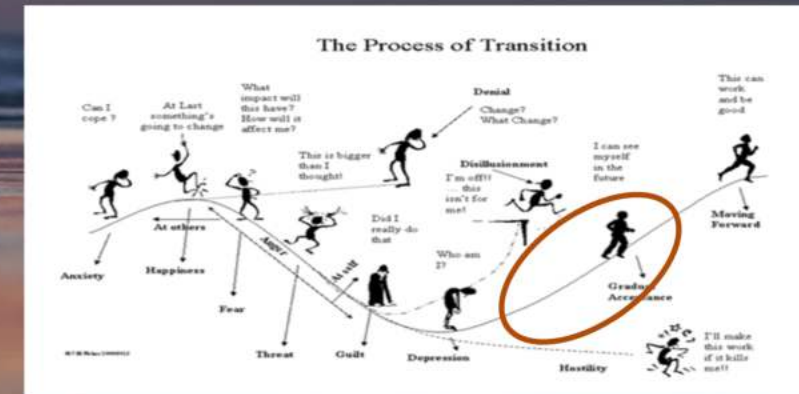 The Process of Transition
Can I
cope ?
At Last
something's
going to change
What
impact will
this have?
How will it
affect me?
This is bigger
than I
thought!
Denial
Change?
What Change?
Disillusionment
I'm off!!
... this
isn't for
me!
I can see
myself
in the
future
This can
work
and be
good
Moving
Forward
Did I
really do
that
Who am
I?
At others
Anger
At self
Anxiety
Happiness
Fear
Threat
Guilt
Depression
Gradual
Acceptance
Hostility
I'll make
this work
if it kills
me!!